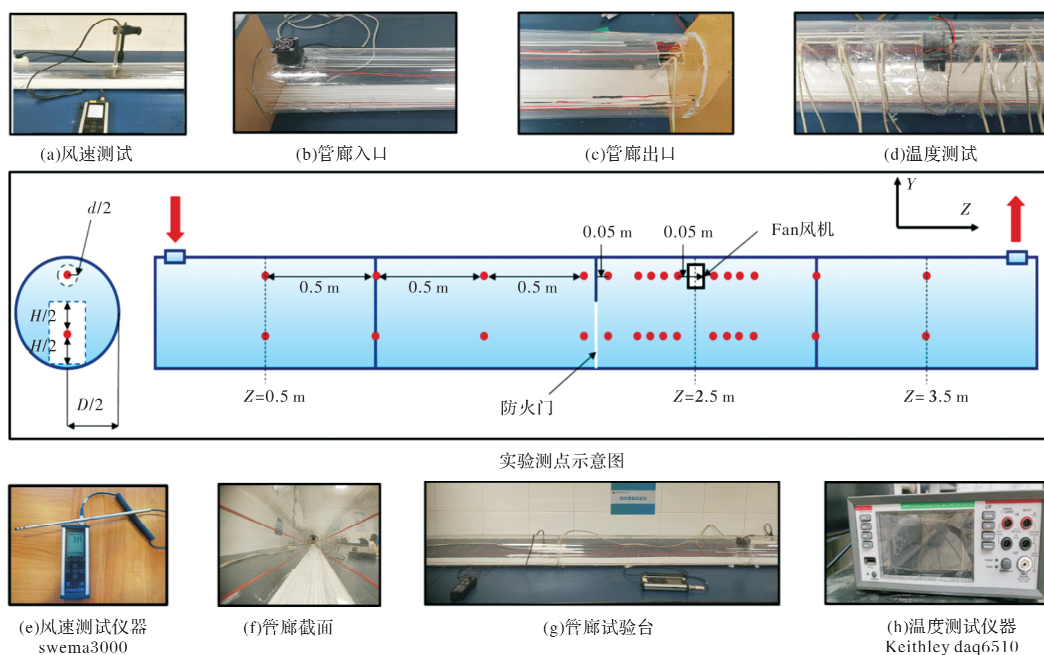 (a)风速测试
(b)管廊入口
(c)管廊出口
(d)温度测试
d/2
H/2
H/2
D/2
0.5 m
0.5 m
0.5 m
0.05 m
0.05 m
Fan风机
Y
Z
Z=0.5 m
防火门
Z=2.5 m
Z=3.5 m
实验测点示意图
(e)风速测试仪器
swema3000
(f)管廊截面
(g)管廊试验台
(h)温度测试仪器
Keithley daq6510